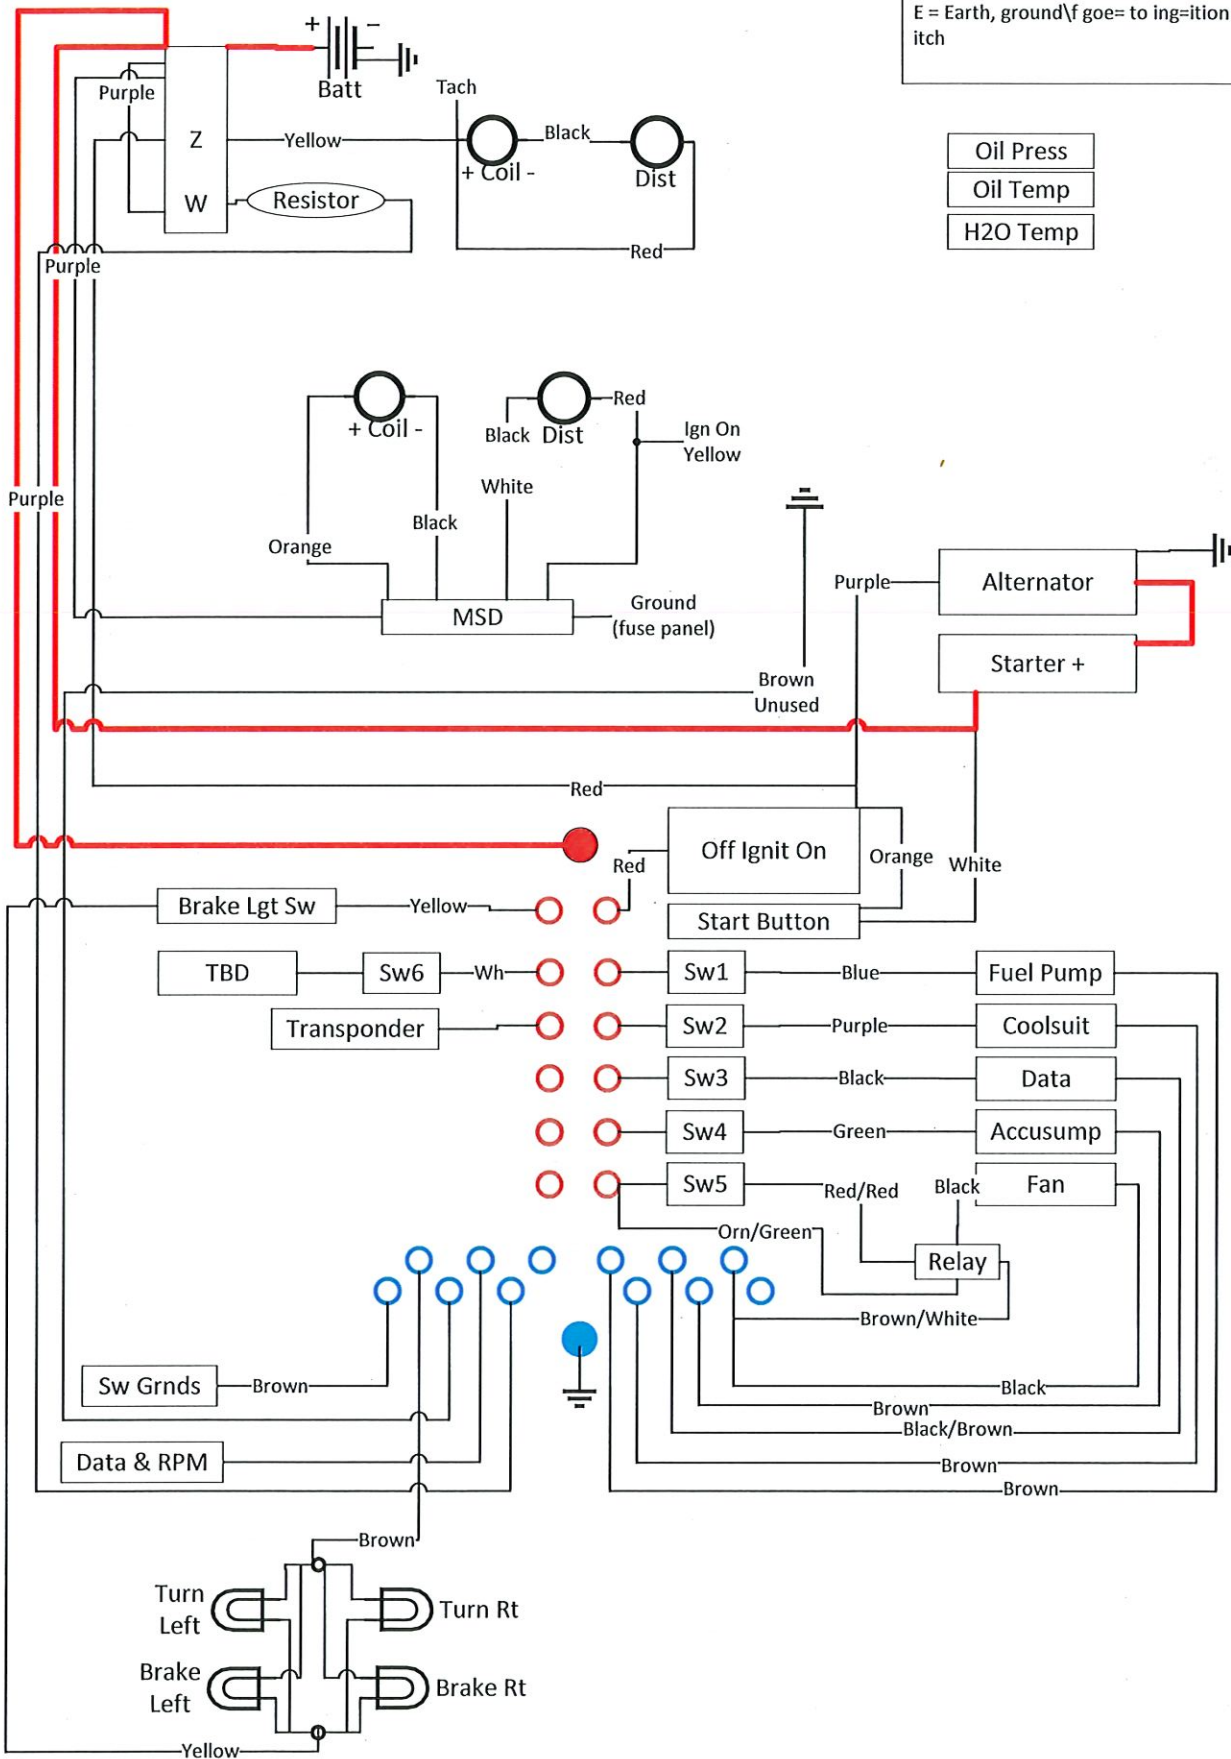 E = Earth, ground\f goe= to ing=ition
itch
+ -
Batt
Purple
Tach
Z
Yellow
+ Coil -
Black
Dist
W
Resistor
Red
Purple
Oil Press
Oil Temp
H2O Temp
+ Coil -
Black
Dist
Red
Ign On
Yellow
White
Purple
Black
Orange
MSD
Ground
(fuse panel)
Purple
Alternator
Starter +
Brown
Unused
Red
Off Ignit On
Red
Orange
White
Brake Lgt Sw
Yellow
Start Button
TBD
Sw6
Wh
Sw1
Blue
Fuel Pump
Transponder
Sw2
Purple
Coolsuit
Sw3
Black
Data
Sw4
Green
Accusump
Sw5
Red/Red
Black
Fan
Orn/Green
Relay
Brown/White
Sw Grnds
Brown
Black
Brown
Black/Brown
Data & RPM
Brown
Brown
Brown
Turn
Left
Turn Rt
Brake
Left
Brake Rt
Yellow